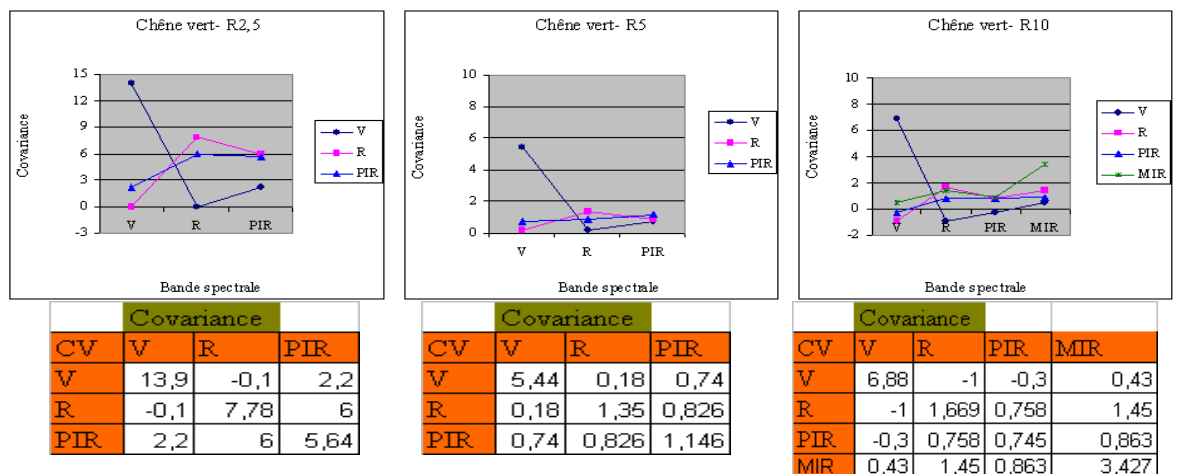 Chêne vert- R2,5
15
12
9
6
3
0
-3
Covariance
V R PIR
Bande spectrale
V
R
PIR
Chêne vert- R5
10
8
6
4
2
0
Covariance
V R PIR
Bande spectrale
V
R
PIR
Chêne vert- R10
10
8
6
4
2
0
-2
Covariance
V R PIR MIR
Bande spectrale
V
R
PIR
MIR
Covariance
CV V R PIR
V 13,9 -0,1 2,2
R -0,1 7,78 6
PIR 2,2 6 5,64
Covariance
CV V R PIR
V 5,44 0,18 0,74
R 0,18 1,35 0,826
PIR 0,74 0,826 1,146
Covariance
CV V R PIR MIR
V 6,88 -1 -0,3 0,43
R -1 1,669 0,758 1,45
PIR -0,3 0,758 0,745 0,863
MIR 0,43 1,45 0,863 3,427